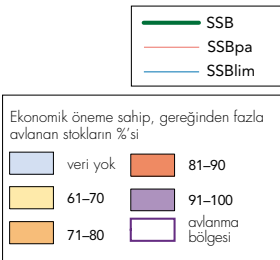 SSB
SSBpa
SSBlim
Ekonomik öneme sahip, gereğinden fazla
avlanan stokların %'si
veri yok
61–70
71–80
81–90
91–100
avlanma
bölgesi